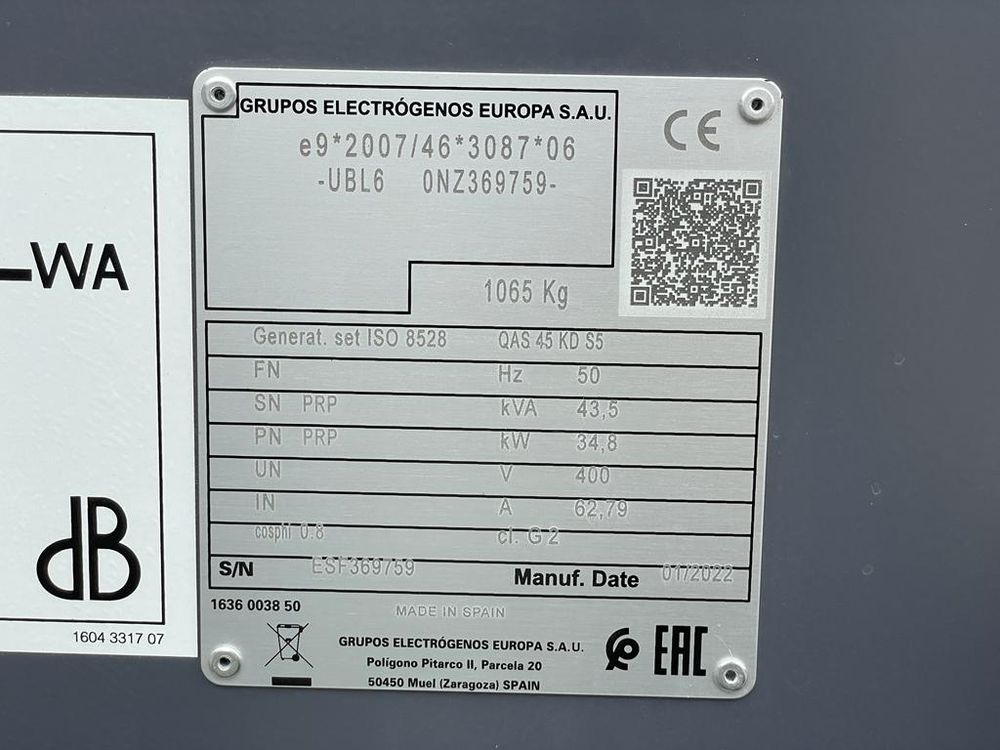 GRUPOS ELECTRÓGENOS EUROPA S.A.U.
e9*2007/46*3087*06
-UBL6 0NZ369759-
CE
1065 Kg
Generat. set ISO 8528 QAS 45 KD S5
FN Hz 50
SN PRP kVA 43,5
PN PRP kW 34,8
UN V 400
IN A 62,79
cosphi 0.8 cl. G2
S/N ESF369759 Manuf. Date 01/2022
1636 0038 50
MADE IN SPAIN
GRUPOS ELECTRÓGENOS EUROPA S.A.U.
Polígono Pitarco II, Parcela 20
50450 Muel (Zaragoza) SPAIN
EAC
WA
dB
1604 3317 07